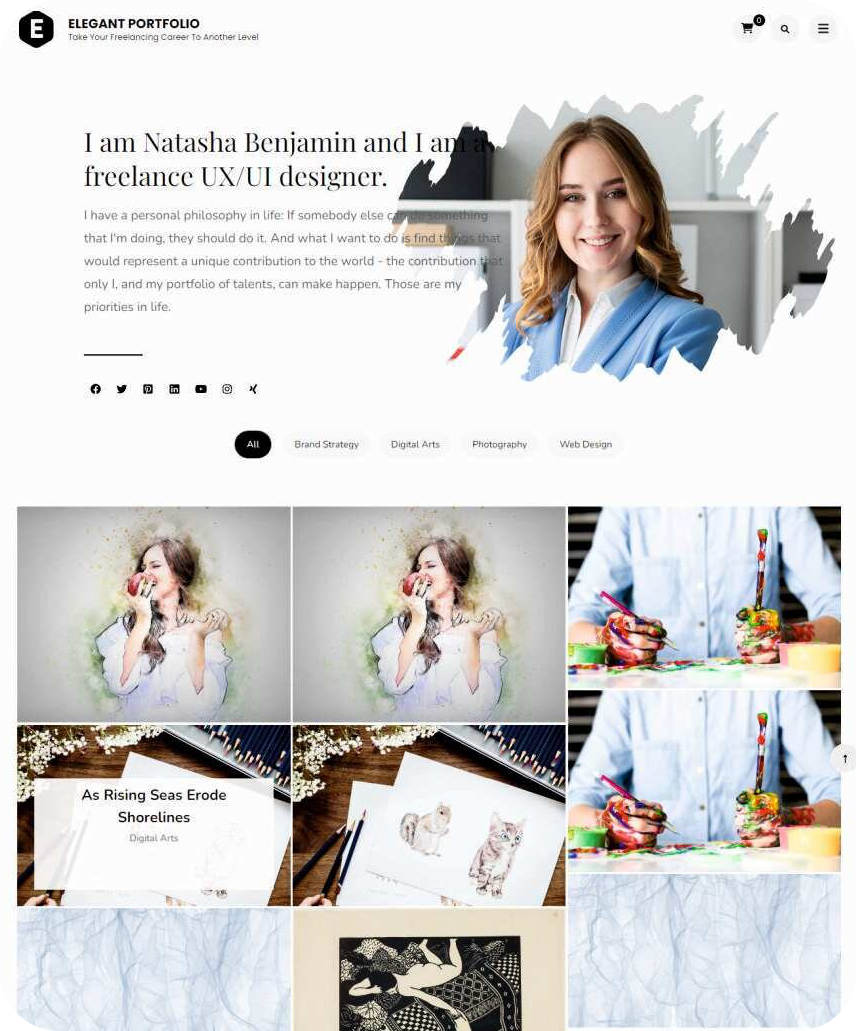 E
ELEGANT PORTFOLIO
Take Your Freelancing Career To Another Level
0
I am Natasha Benjamin and I am a
freelance UX/UI designer.
I have a personal philosophy in life: If somebody else can do something
that I'm doing, they should do it. And what I want to do is find things that
would represent a unique contribution to the world - the contribution that
only I, and my portfolio of talents, can make happen. Those are my
priorities in life.
All
Brand Strategy
Digital Arts
Photography
Web Design
As Rising Seas Erode
Shorelines
Digital Arts